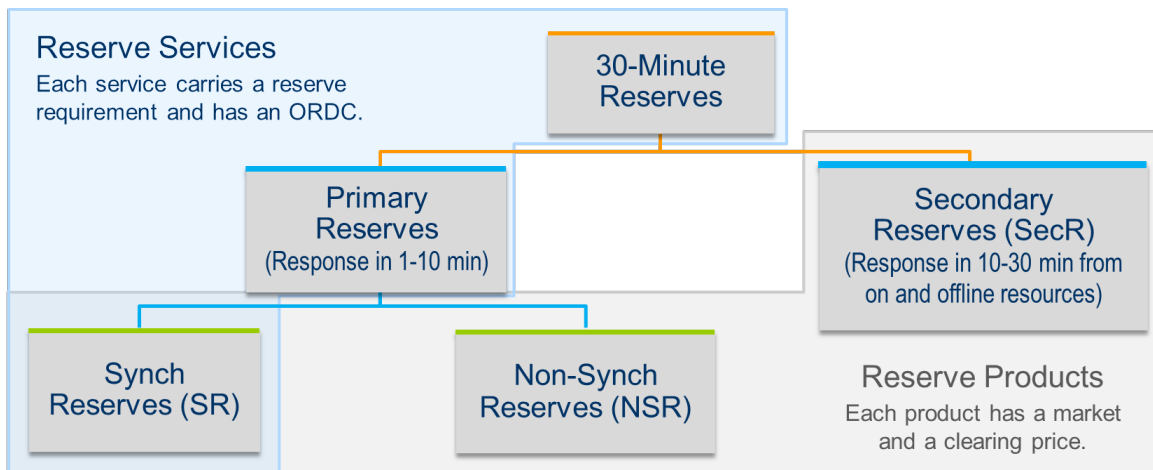 Reserve Services
Each service carries a reserve
requirement and has an ORDC.
30-Minute
Reserves
Primary
Reserves
(Response in 1-10 min)
Secondary
Reserves (SecR)
(Response in 10-30 min from
on and offline resources)
Synch
Reserves (SR)
Non-Synch
Reserves (NSR)
Reserve Products
Each product has a market
and a clearing price.